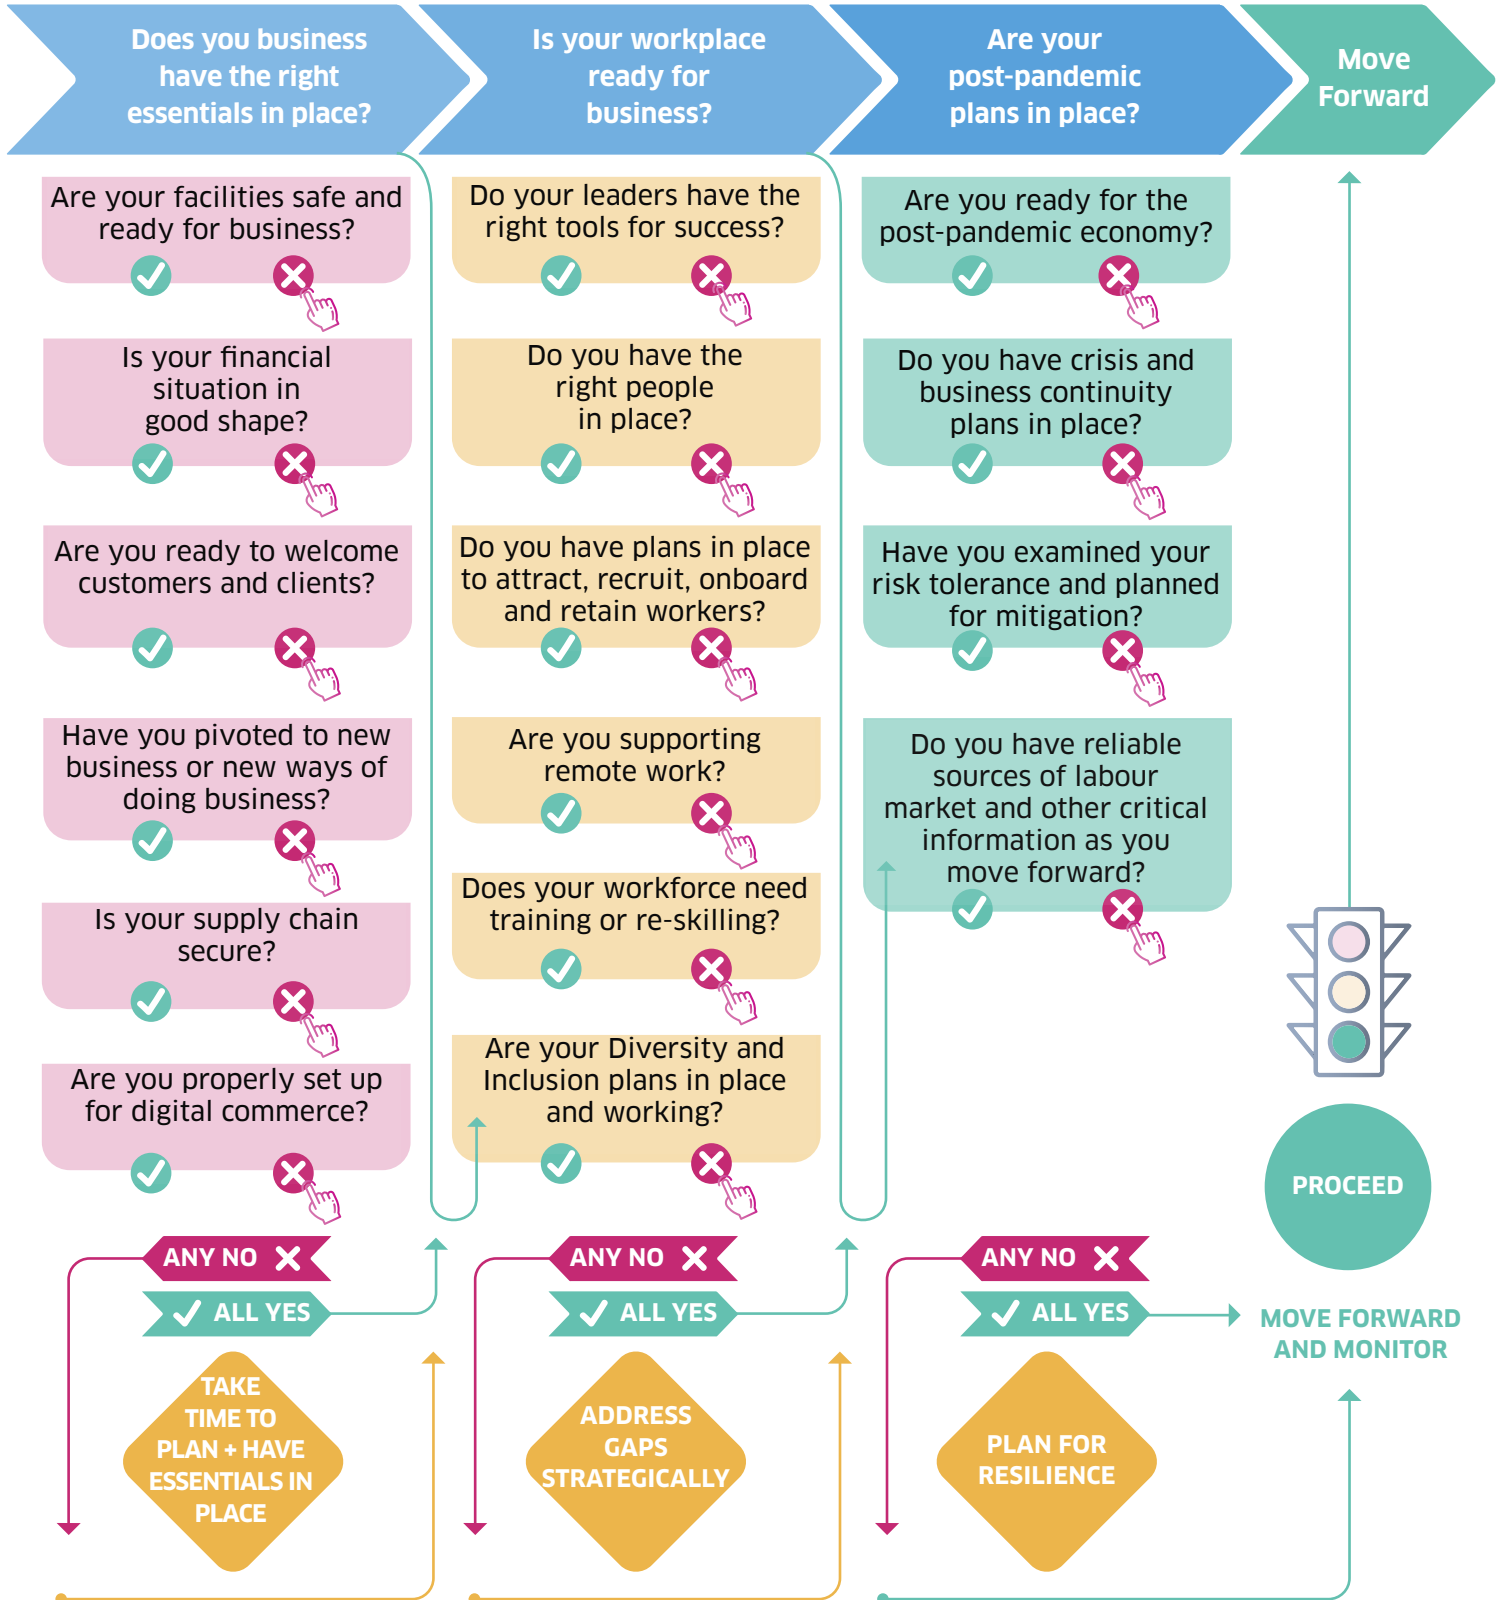 Does you business
have the right
essentials in place?
Is your workplace
ready for
business?
Are your
post-pandemic
plans in place?
Move
Forward
Are your facilities safe and
ready for business?
Is your financial
situation in
good shape?
Are you ready to welcome
customers and clients?
Have you pivoted to new
business or new ways of
doing business?
Is your supply chain
secure?
Are you properly set up
for digital commerce?
Do your leaders have the
right tools for success?
Do you have the
right people
in place?
Do you have plans in place
to attract, recruit, onboard
and retain workers?
Are you supporting
remote work?
Does your workforce need
training or re-skilling?
Are your Diversity and
Inclusion plans in place
and working?
Are you ready for the
post-pandemic economy?
Do you have crisis and
business continuity
plans in place?
Have you examined your
risk tolerance and planned
for mitigation?
Do you have reliable
sources of labour
market and other critical
information as you
move forward?
ANY NO
ALL YES
TAKE
TIME TO
PLAN + HAVE
ESSENTIALS IN
PLACE
ANY NO
ALL YES
ADDRESS
GAPS
STRATEGICALLY
ANY NO
ALL YES
PLAN FOR
RESILIENCE
PROCEED
MOVE FORWARD
AND MONITOR